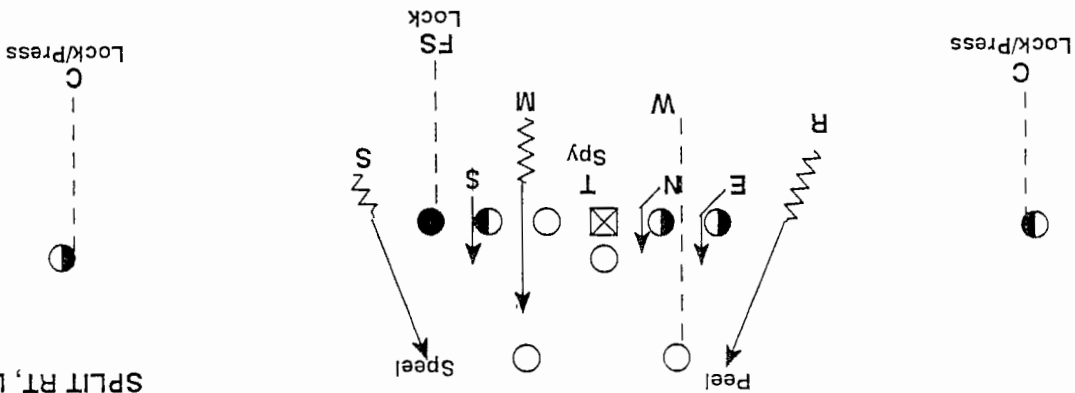 SPLIT RT,
Peel
Speel
E N T $
Spy
R
S
W
M
FS
Lock
C
Lock/Press
C
Lock/Press